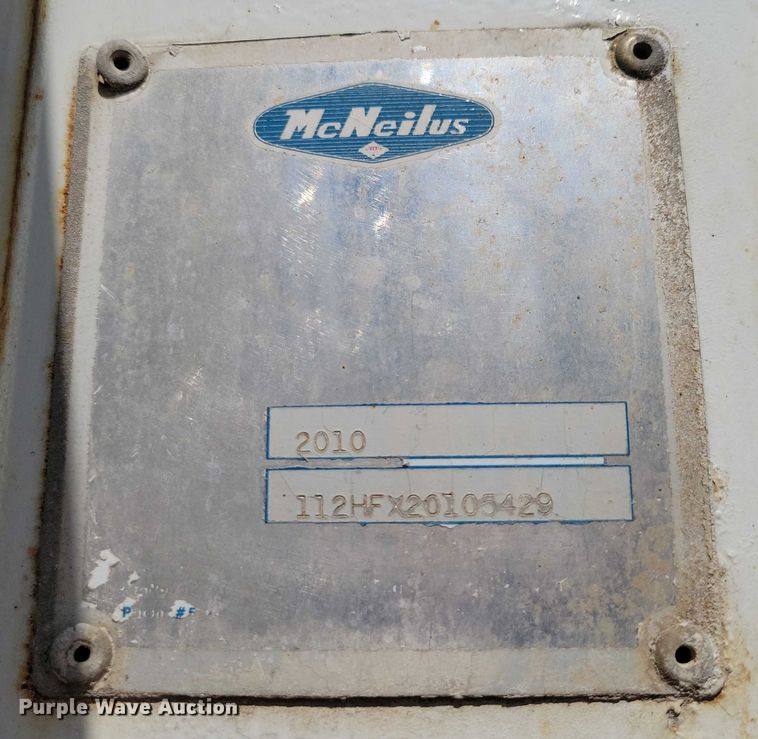 McNeilus
2010
112HFX20105429
Purple Wave Auction